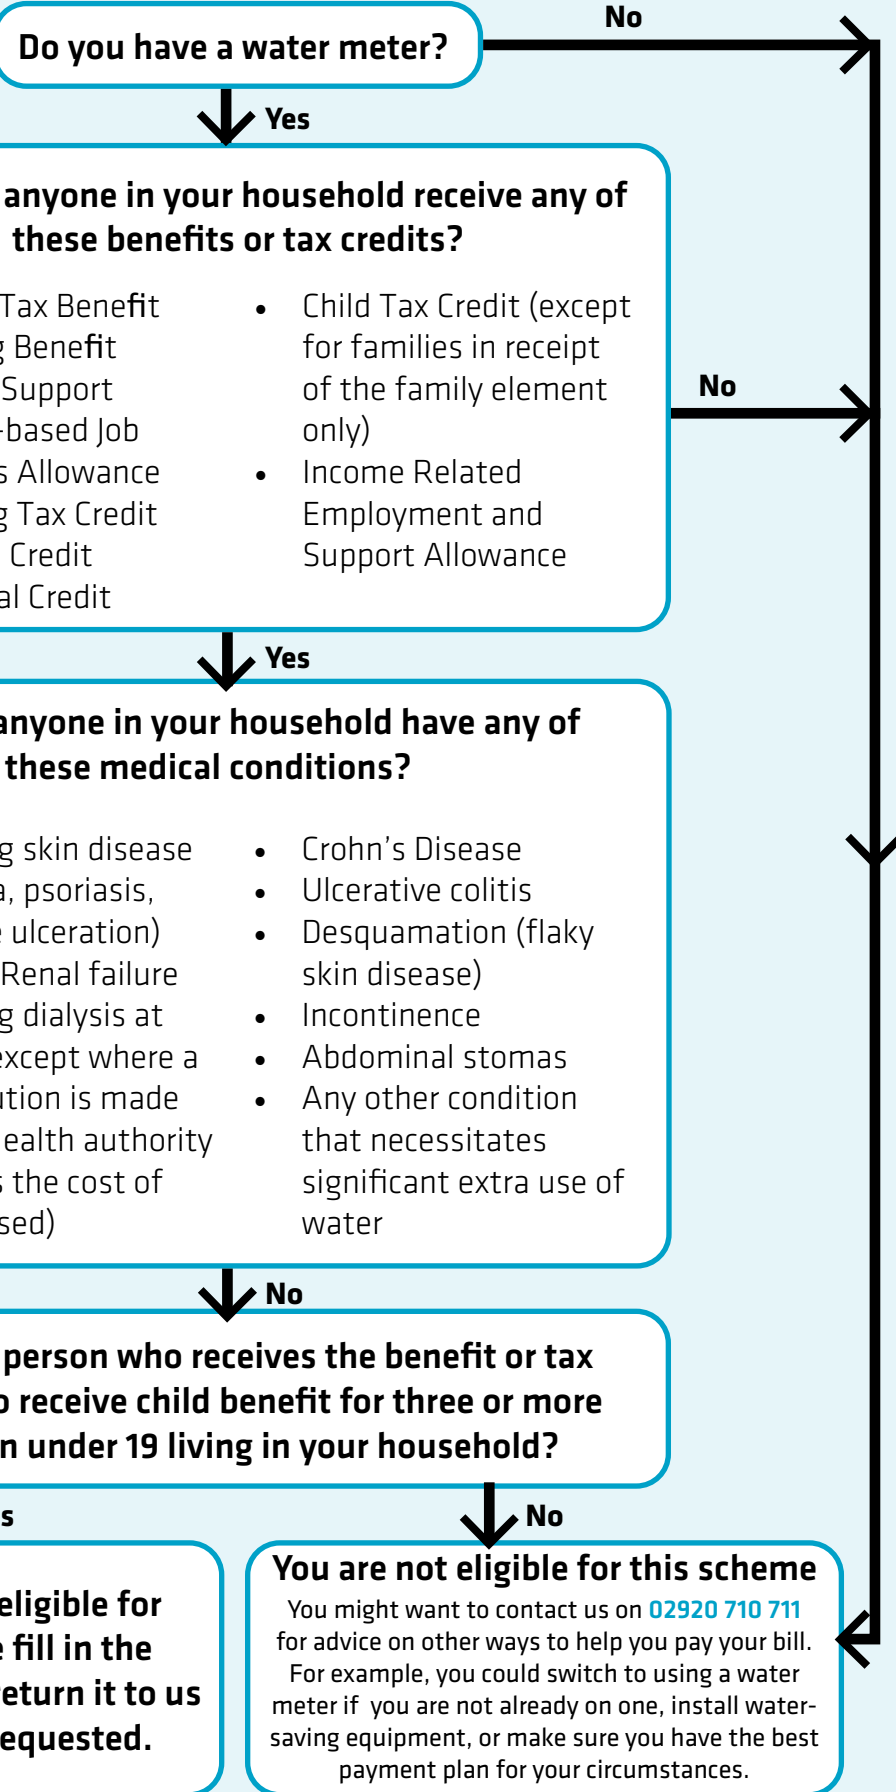 No
Do you have a water meter?
Yes
anyone in your household receive any of
these benefits or tax credits?
Tax Benefit
g Benefit
Support
-based Job
s Allowance
g Tax Credit
Credit
al Credit
• Child Tax Credit (except
for families in receipt
of the family element
only)
• Income Related
Employment and
Support Allowance
No
Yes
anyone in your household have any of
these medical conditions?
g skin disease
a, psoriasis,
e ulceration)
Renal failure
g dialysis at
except where a
ution is made
ealth authority
s the cost of
sed)
• Crohn's Disease
• Ulcerative colitis
• Desquamation (flaky
skin disease)
• Incontinence
• Abdominal stomas
• Any other condition
that necessitates
significant extra use of
water
No
person who receives the benefit or tax
o receive child benefit for three or more
n under 19 living in your household?
s
No
eligible for
e fill in the
return it to us
equested.
You are not eligible for this scheme
You might want to contact us on 02920 710 711
for advice on other ways to help you pay your bill.
For example, you could switch to using a water
meter if  you are not already on one, install water-
saving equipment, or make sure you have the best
payment plan for your circumstances.